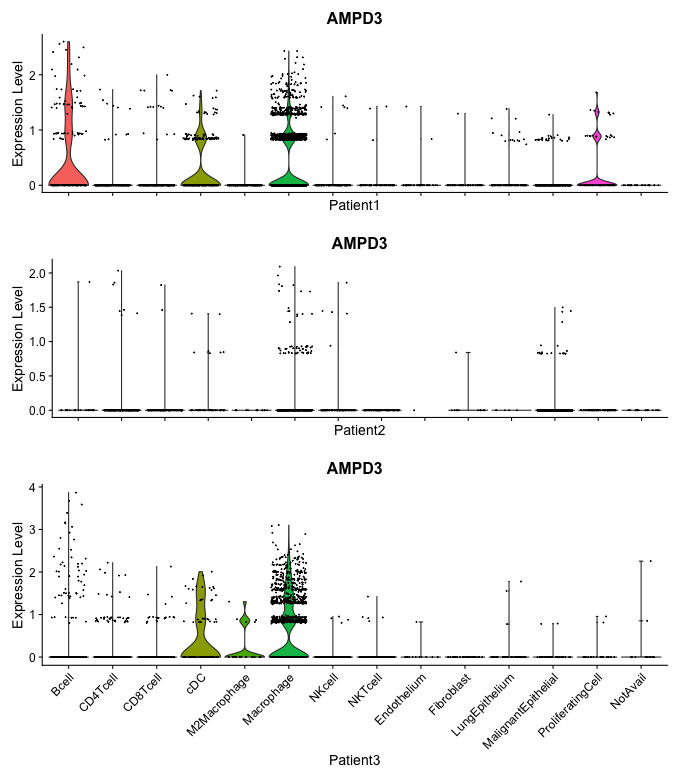 AMPD3
Expression Level
2
1
0
Patient1
AMPD3
Expression Level
2.0
1.5
1.0
0.5
0.0
Patient2
AMPD3
Expression Level
4
3
2
1
0
Bcell
CD4Tcell
CD8Tcell
cDC
M2Macrophage
Macrophage
NKcell
NKTcell
Endothelium
Fibroblast
LungEpithelium
MalignantEpithelial
ProliferatingCell
NotAvail
Patient3